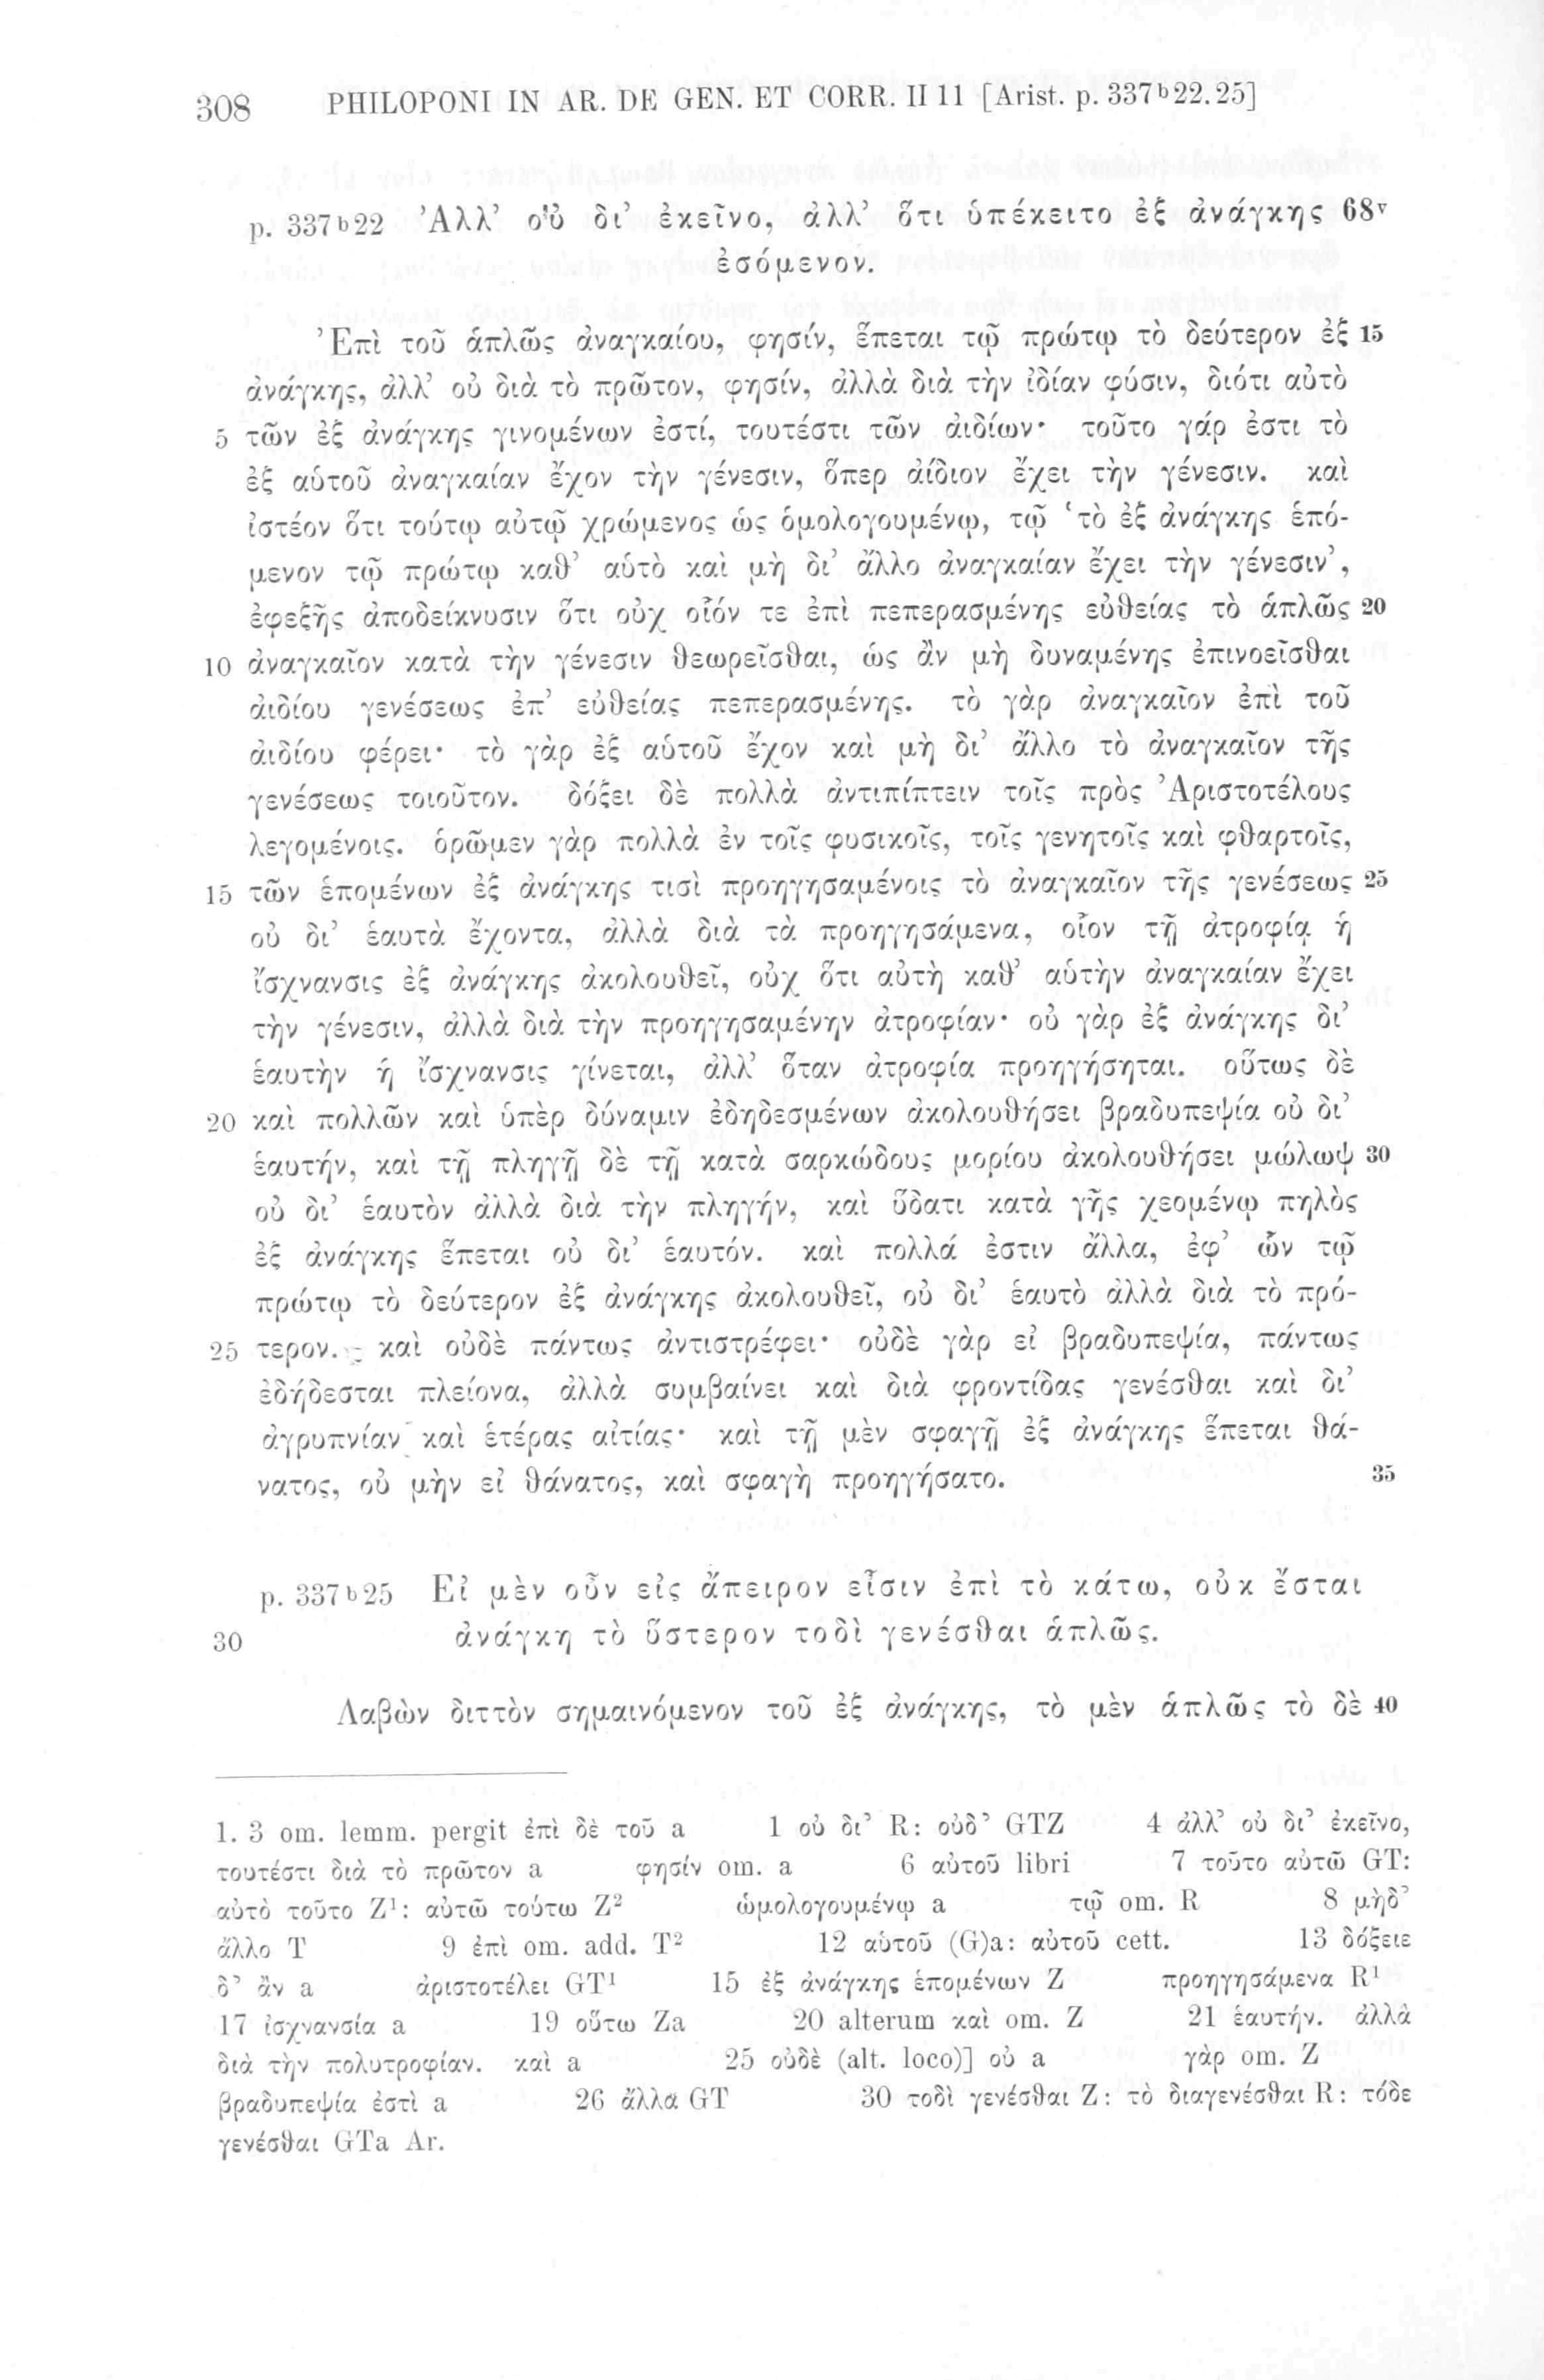 308 PHILOPONI IN AR. DE GEN. ET CORR. II 11 [Arist. p. 337b22.25]
p. 337b22 Ἀλλ’ οὐ δι’ ἐκεῖνο, ἀλλ’ ὅτι ὑπέκειτο ἐξ ἀνάγκης 68v
ἐσόμενον.
Ἐπὶ τοῦ ἁπλῶς ἀναγκαίου, φησίν, ἕπεται τῷ πρώτῳ τὸ δεύτερον ἐξ 15
ἀνάγκης, ἀλλ’ οὐ διὰ τὸ πρῶτον, φησίν, ἀλλὰ διὰ τὴν ἰδίαν φύσιν, διότι αὐτὸ
5 τῶν ἐξ ἀνάγκης γινομένων ἐστί, τουτέστι τῶν ἀιδίων· τοῦτο γάρ ἐστι τὸ
ἐξ αὑτοῦ ἀναγκαίαν ἔχον τὴν γένεσιν, ὅπερ ἀίδιον ἔχει τὴν γένεσιν. καὶ
ἰστέον ὅτι τούτῳ αὐτῷ χρώμενος ὡς ὁμολογουμένῳ, τῷ ‘τὸ ἐξ ἀνάγκης ἑπό-
μενον τῷ πρώτῳ καθ’ αὑτὸ καὶ μὴ δι’ ἄλλο ἀναγκαίαν ἔχει τὴν γένεσιν’,
ἐφεξῆς ἀποδείκνυσιν ὅτι οὐχ οἷόν τε ἐπὶ πεπερασμένης εὐθείας τὸ ἁπλῶς 20
10 ἀναγκαῖον κατὰ τὴν γένεσιν θεωρεῖσθαι, ὡς ἂν μὴ δυναμένης ἐπινοεῖσθαι
ἀιδίου γενέσεως ἐπ’ εὐθείας πεπερασμένης. τὸ γὰρ ἀναγκαῖον ἐπὶ τοῦ
ἀιδίου φέρει· τὸ γὰρ ἐξ αὑτοῦ ἔχον καὶ μὴ δι’ ἄλλο τὸ ἀναγκαῖον τῆς
γενέσεως τοιοῦτον. δόξει δὲ πολλὰ ἀντιπίπτειν τοῖς πρὸς Ἀριστοτέλους
λεγομένοις. ὁρῶμεν γὰρ πολλὰ ἐν τοῖς φυσικοῖς, τοῖς γενητοῖς καὶ φθαρτοῖς,
15 τῶν ἑπομένων ἐξ ἀνάγκης τισὶ προηγησαμένοις τὸ ἀναγκαῖον τῆς γενέσεως 25
οὐ δι’ ἑαυτὰ ἔχοντα, ἀλλὰ διὰ τὰ προηγησάμενα, οἷον τῇ ἀτροφίᾳ ἡ
ἴσχνανσις ἐξ ἀνάγκης ἀκολουθεῖ, οὐχ ὅτι αὐτὴ καθ’ αὑτὴν ἀναγκαίαν ἔχει
τὴν γένεσιν, ἀλλὰ διὰ τὴν προηγησαμένην ἀτροφίαν· οὐ γὰρ ἐξ ἀνάγκης δι’
ἑαυτὴν ἡ ἴσχνανσις γίνεται, ἀλλ’ ὅταν ἀτροφία προηγήσηται. οὕτως δὲ
20 καὶ πολλῶν καὶ ὑπὲρ δύναμιν ἐδηδεσμένων ἀκολουθήσει βραδυπεψία οὐ δι’
ἑαυτήν, καὶ τῇ πληγῇ δὲ τῇ κατὰ σαρκώδους μορίου ἀκολουθήσει μώλωψ 30
οὐ δι’ ἑαυτὸν ἀλλὰ διὰ τὴν πληγήν, καὶ ὕδατι κατὰ γῆς χεομένῳ πηλὸς
ἐξ ἀνάγκης ἕπεται οὐ δι’ ἑαυτόν. καὶ πολλά ἐστιν ἄλλα, ἐφ’ ὧν τῷ
πρώτῳ τὸ δεύτερον ἐξ ἀνάγκης ἀκολουθεῖ, οὐ δι’ ἑαυτὸ ἀλλὰ διὰ τὸ πρό-
25 τερον. καὶ οὐδὲ πάντως ἀντιστρέφει· οὐδὲ γὰρ εἰ βραδυπεψία, πάντως
ἐδήδεσται πλείονα, ἀλλὰ συμβαίνει καὶ διὰ φροντίδας γενέσθαι καὶ δι’
ἀγρυπνίαν καὶ ἑτέρας αἰτίας· καὶ τῇ μὲν σφαγῇ ἐξ ἀνάγκης ἕπεται θά-
νατος, οὐ μὴν εἰ θάνατος, καὶ σφαγὴ προηγήσατο. 35
p. 337b25 Εἰ μὲν οὖν εἰς ἄπειρον εἶσιν ἐπὶ τὸ κάτω, οὐκ ἔσται
30 ἀνάγκη τὸ ὕστερον τοδὶ γενέσθαι ἁπλῶς.
Λαβὼν διττὸν σημαινόμενον τοῦ ἐξ ἀνάγκης, τὸ μὲν ἁπλῶς τὸ δὲ 40
1. 3 om. lemm. pergit ἐπὶ δὲ τοῦ a 1 οὐ δι’ R: οὐδ’ GTZ 4 ἀλλ’ οὐ δι’ ἐκεῖνο,
τουτέστι διὰ τὸ πρῶτον a φησίν om. a 6 αὐτοῦ libri 7 τοῦτο αὐτῶ GT:
αὐτὸ τοῦτο Z1: αὐτῶ τούτω Z2 ὡμολογουμένῳ a τῷ om. R 8 μηδ’
ἄλλο T 9 ἐπὶ om. add. T2 12 αὑτοῦ (G)a: αὐτοῦ cett. 13 δόξειε
δ’ ἂν a ἀριστοτέλει GT1 15 ἐξ ἀνάγκης ἑπομένων Z προηγησάμενα R1
17 ἰσχνανσία a 19 οὕτω Za 20 alterum καὶ om. Z 21 ἑαυτήν. ἀλλὰ
διὰ τὴν πολυτροφίαν. καὶ a 25 οὐδὲ (alt. loco)] οὐ a γὰρ om. Z
βραδυπεψία ἐστὶ a 26 ἄλλα GT 30 τοδὶ γενέσθαι Z: τὸ διαγενέσθαι R: τόδε
γενέσθαι GTa Ar.